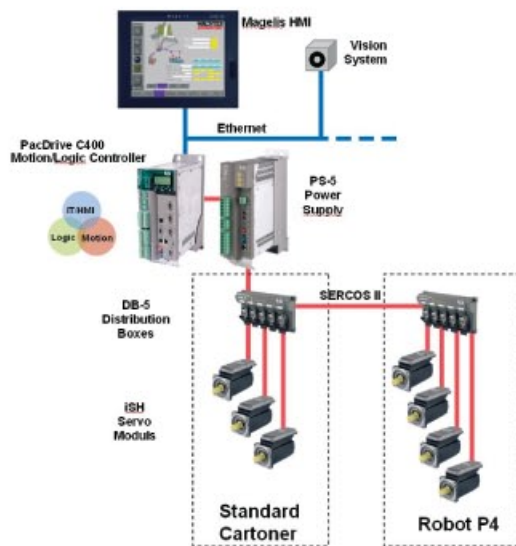 Magelis HMI
Vision
System
Ethernet
PacDrive C400
Motion/Logic Controller
IT-HMI
Logic
Motion
PS-5
Power
Supply
SERCOS II
DB-5
Distribution
Boxes
iSH
Servo
Moduls
Standard
Cartoner
Robot P4